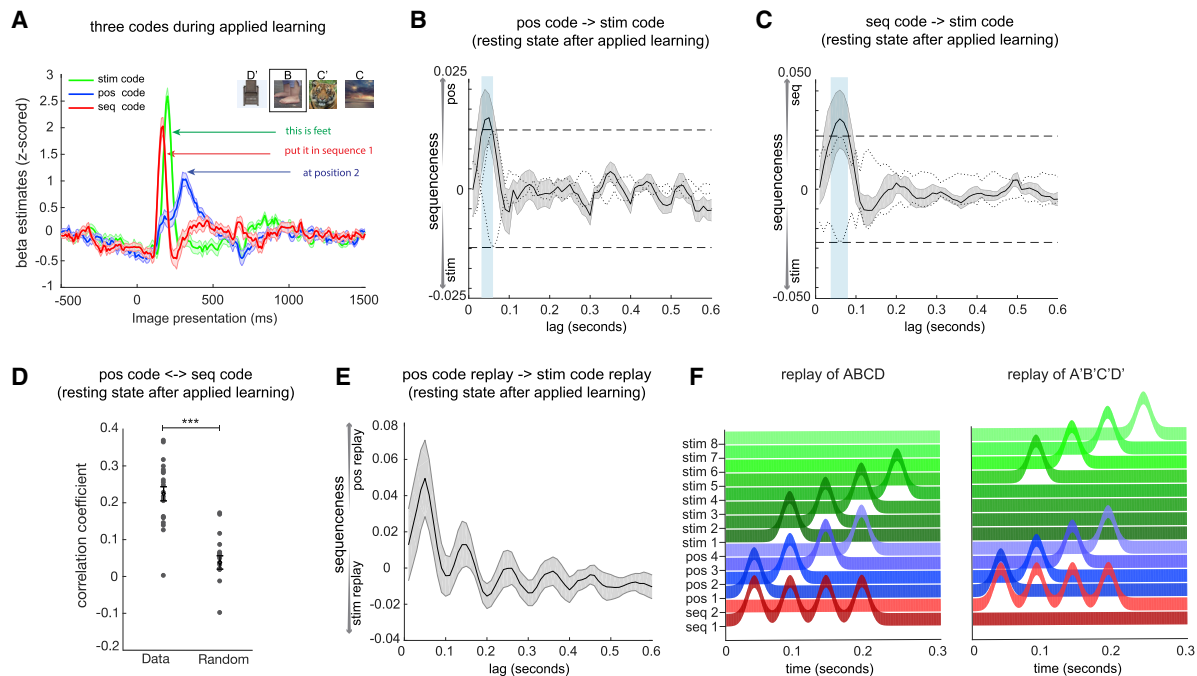 A
three codes during applied learning
stim code
pos code
seq code
D'
B
C'
C
this is feet
put it in sequence 1
at position 2
beta estimates (z-scored)
3
2.5
2
1.5
1
0.5
0
-0.5
-1
-500
0
500
1000
1500
Image presentation (ms)
B
pos code -> stim code
(resting state after applied learning)
0.025
0
-0.025
pos
sequenceness
stim
0
0.1
0.2
0.3
0.4
0.5
0.6
lag (seconds)
C
seq code -> stim code
(resting state after applied learning)
0.050
0
-0.050
seq
sequenceness
stim
0
0.1
0.2
0.3
0.4
0.5
0.6
lag (seconds)
D
pos code <-> seq code
(resting state after applied learning)
***
correlation coefficient
0.4
0.3
0.2
0.1
0
-0.1
-0.2
Data
Random
E
pos code replay -> stim code replay
(resting state after applied learning)
pos replay
sequenceness
stim replay
0.08
0.06
0.04
0.02
0
-0.02
-0.04
0
0.1
0.2
0.3
0.4
0.5
0.6
lag (seconds)
F
replay of ABCD
stim 8
stim 7
stim 6
stim 5
stim 4
stim 3
stim 2
stim 1
pos 4
pos 3
pos 2
pos 1
seq 2
seq 1
0
0.1
0.2
0.3
time (seconds)
replay of A'B'C'D'
0
0.1
0.2
0.3
time (seconds)